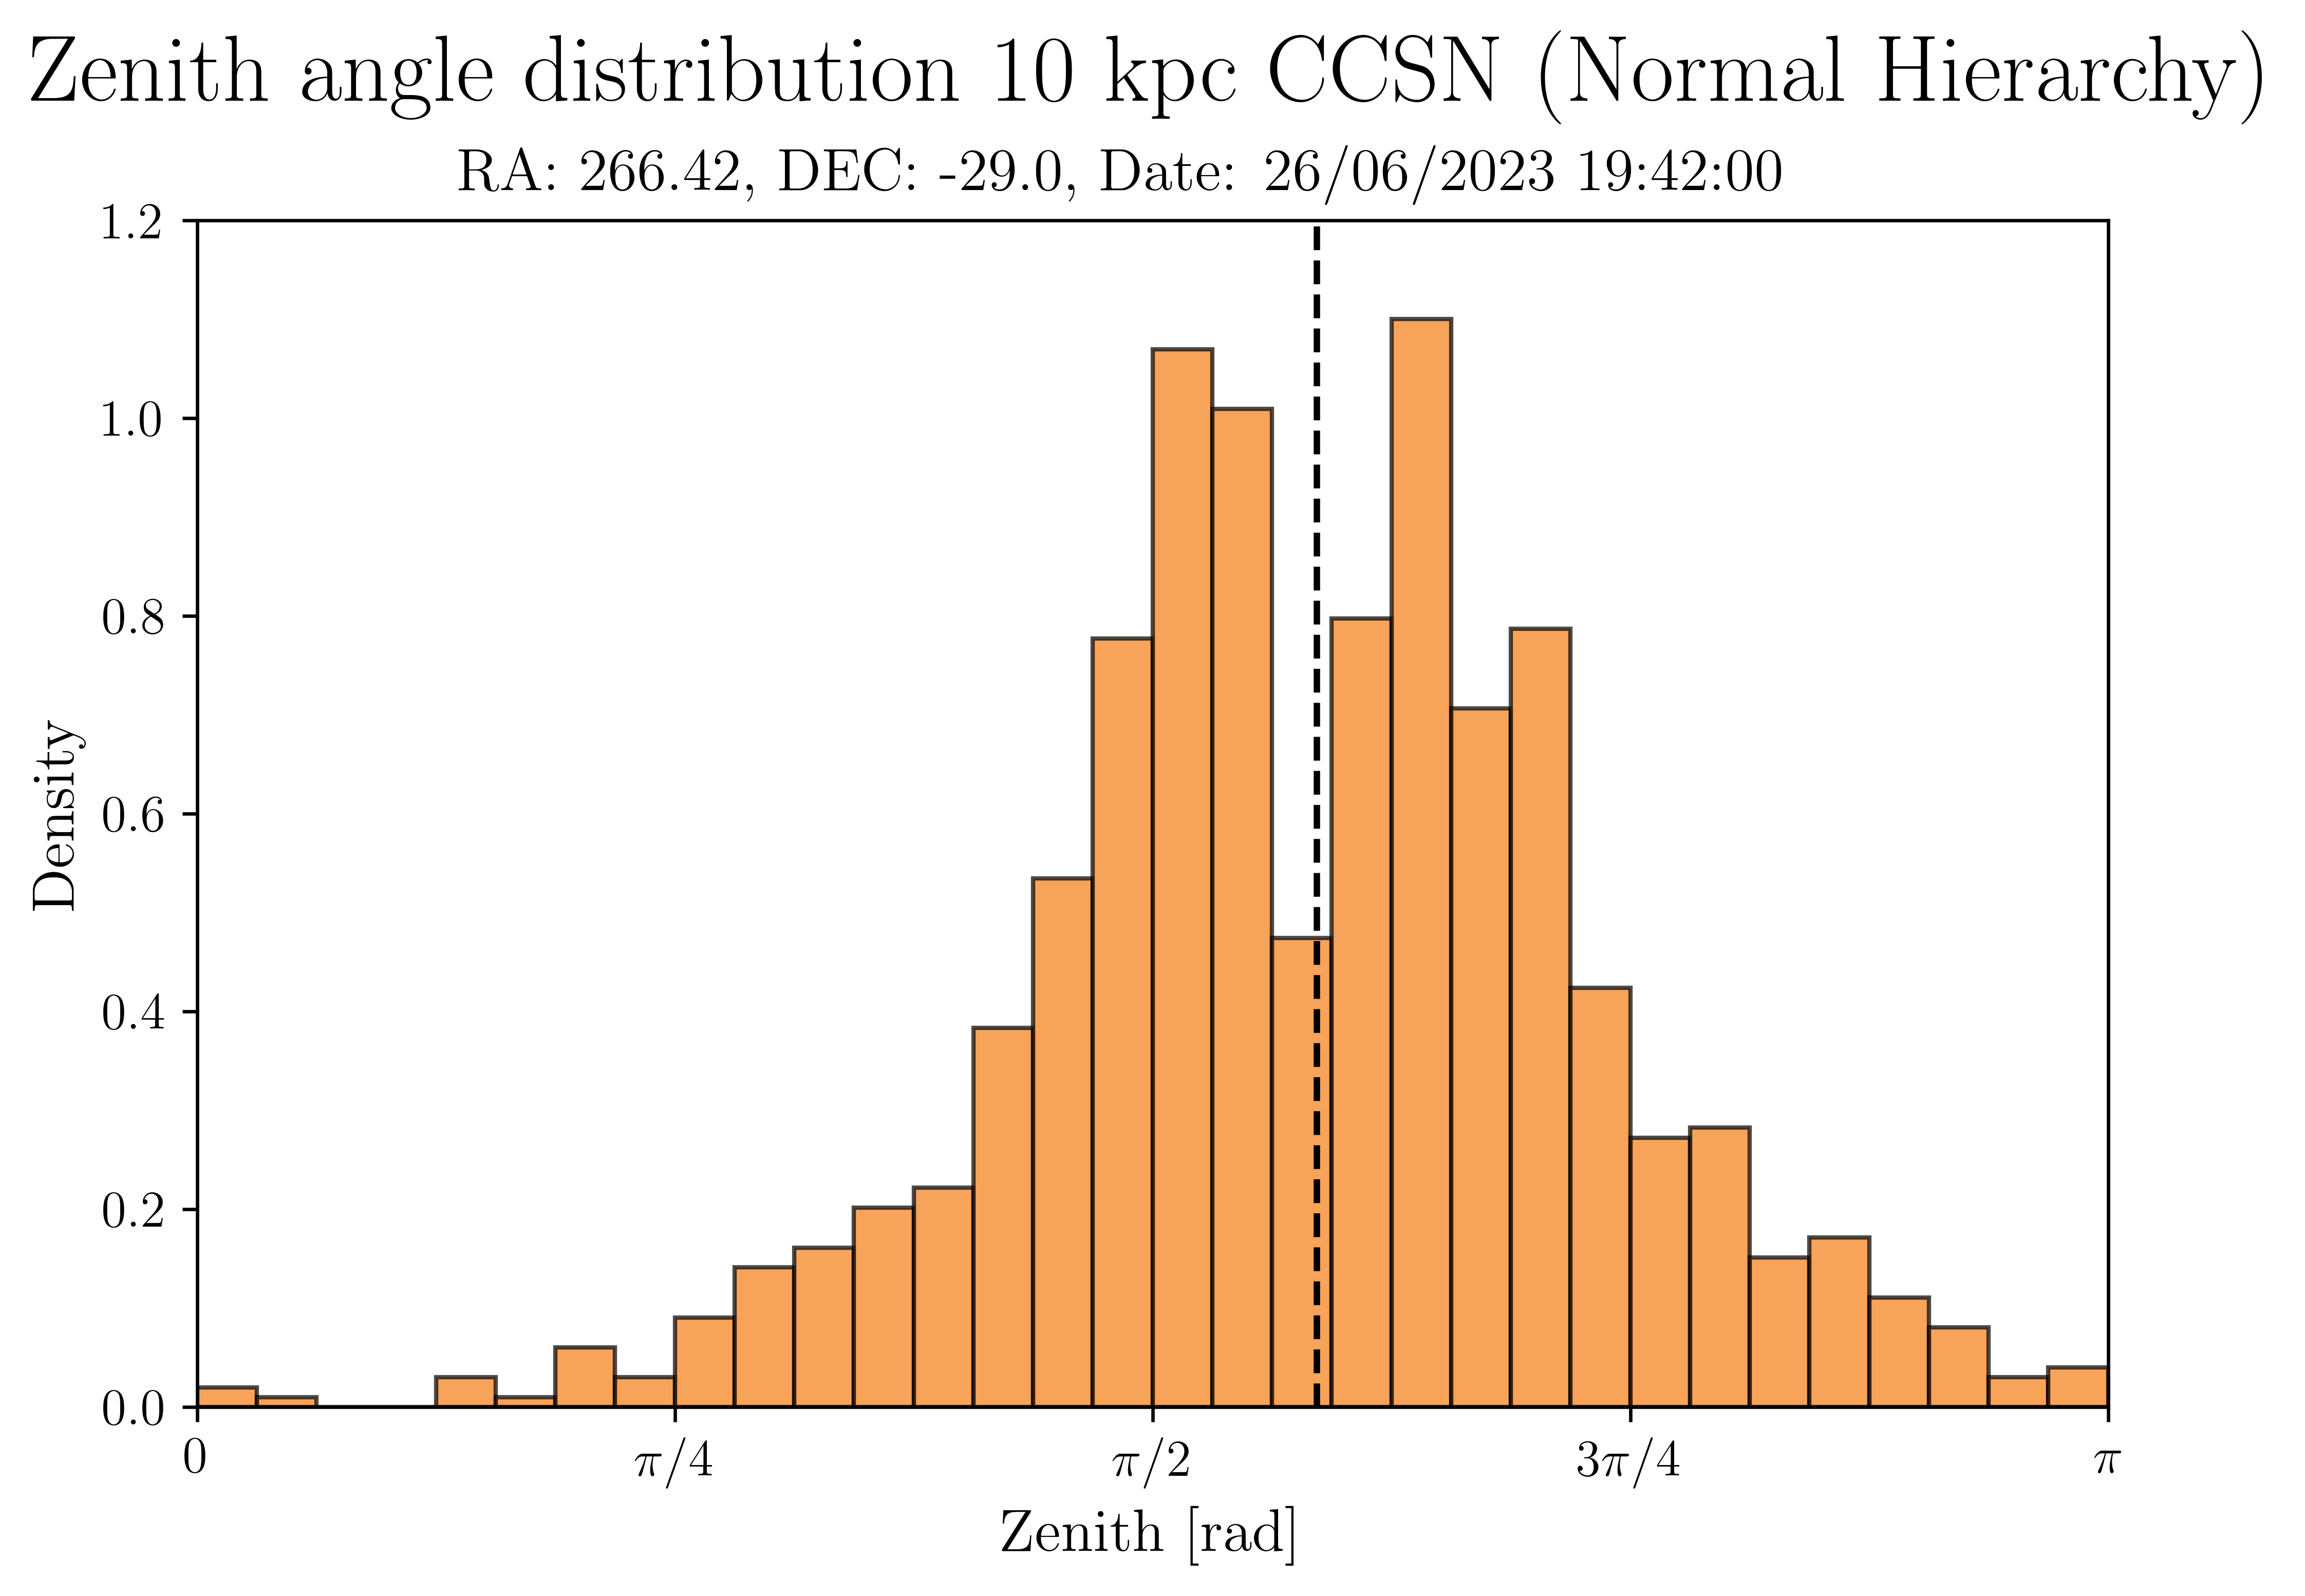 Zenith angle distribution 10 kpc CCSN (Normal Hierarchy)
RA: 266.42, DEC: -29.0, Date: 26/06/2023 19:42:00
1.2
1.0
0.8
0.6
0.4
0.2
0.0
Density
0 π/4 π/2 3π/4 π
Zenith [rad]